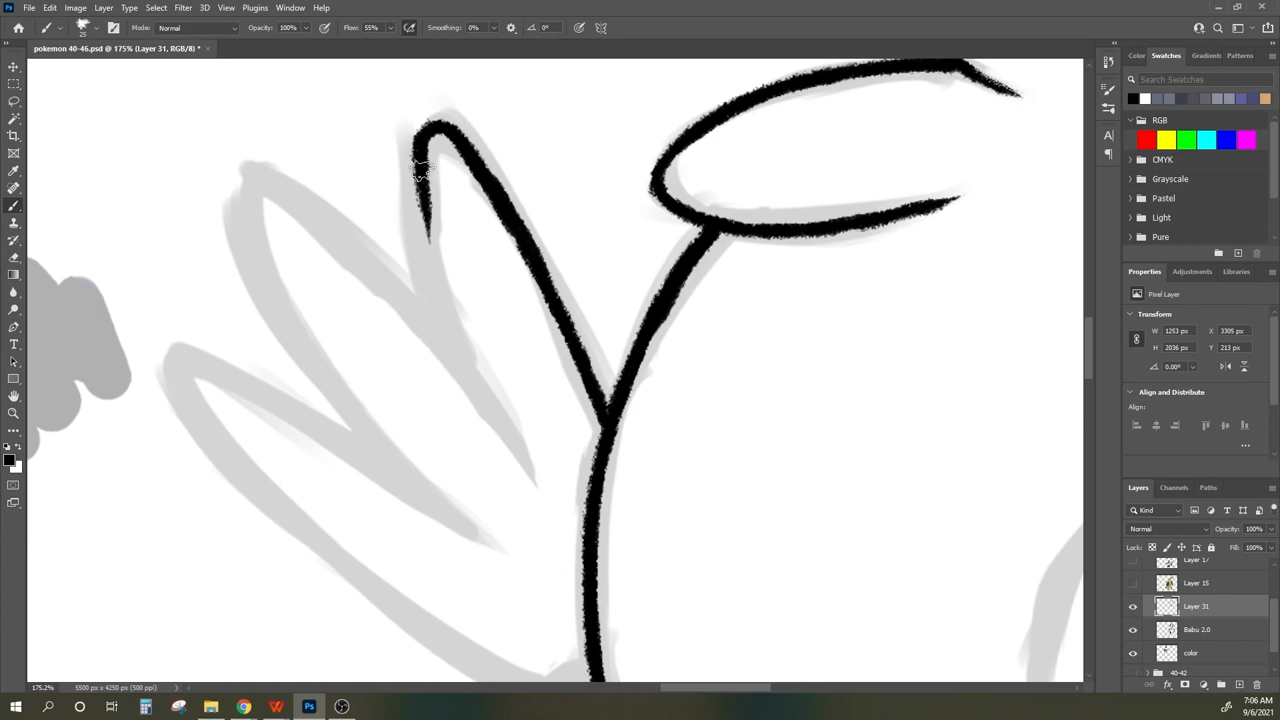 Ps File Edit Image Layer Type Select Filter 3D View Plugins Window Help
25 Mode: Normal Opacity: 100% Flow: 55% Smoothing: 0% 0°
pokemon 40-46.psd @ 175% (Layer 31, RGB/8) * ×
Color Swatches Gradients Patterns
Search Swatches
RGB
CMYK
Grayscale
Pastel
Light
Pure
Properties Adjustments Libraries
Pixel Layer
Transform
W 1253 px X 3305 px
H 2036 px Y 213 px
0.00°
Align and Distribute
Align:
Layers Channels Paths
Kind
Normal Opacity: 100%
Lock: Fill: 100%
Layer 17
Layer 15
Layer 31
Babu 2.0
color
40-42
175.2% 5500 px x 4250 px (500 ppi)
Ps
7:06 AM
9/6/2021